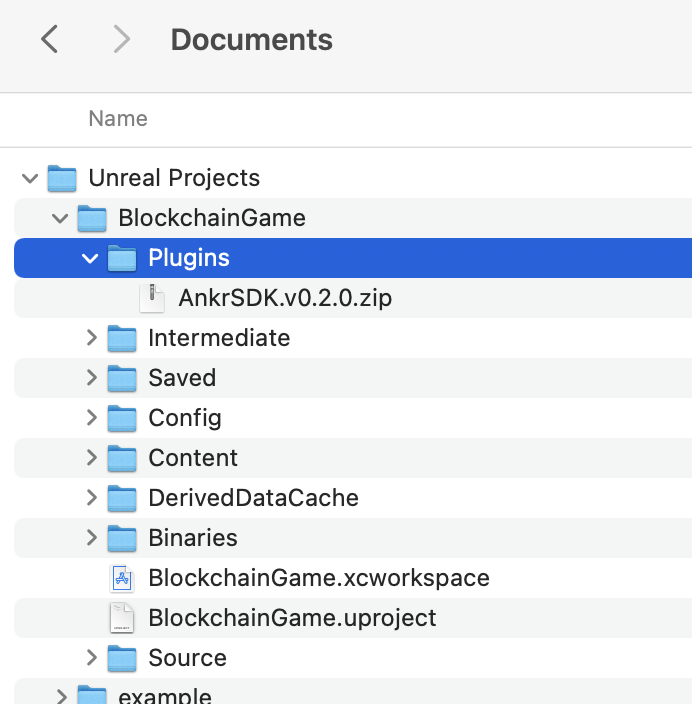 Documents
Name
Unreal Projects
BlockchainGame
Plugins
AnkrSDK.v0.2.0.zip
Intermediate
Saved
Config
Content
DerivedDataCache
Binaries
BlockchainGame.xcworkspace
BlockchainGame.uproject
Source
example